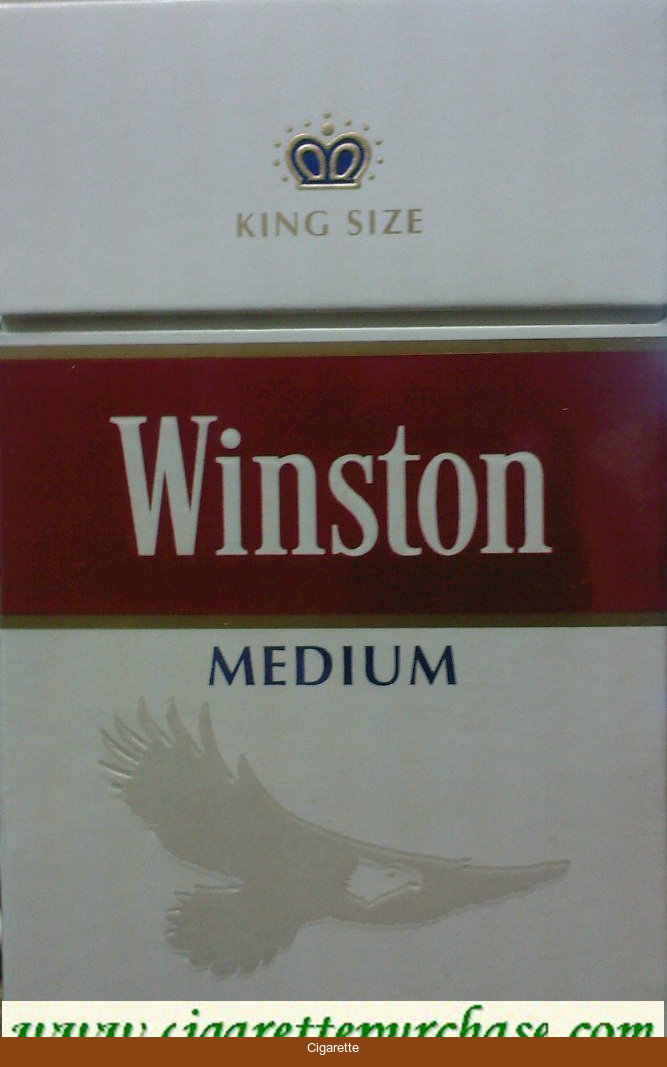 KING SIZE
Winston
MEDIUM
www.cigarettepurchase.com
Cigarette